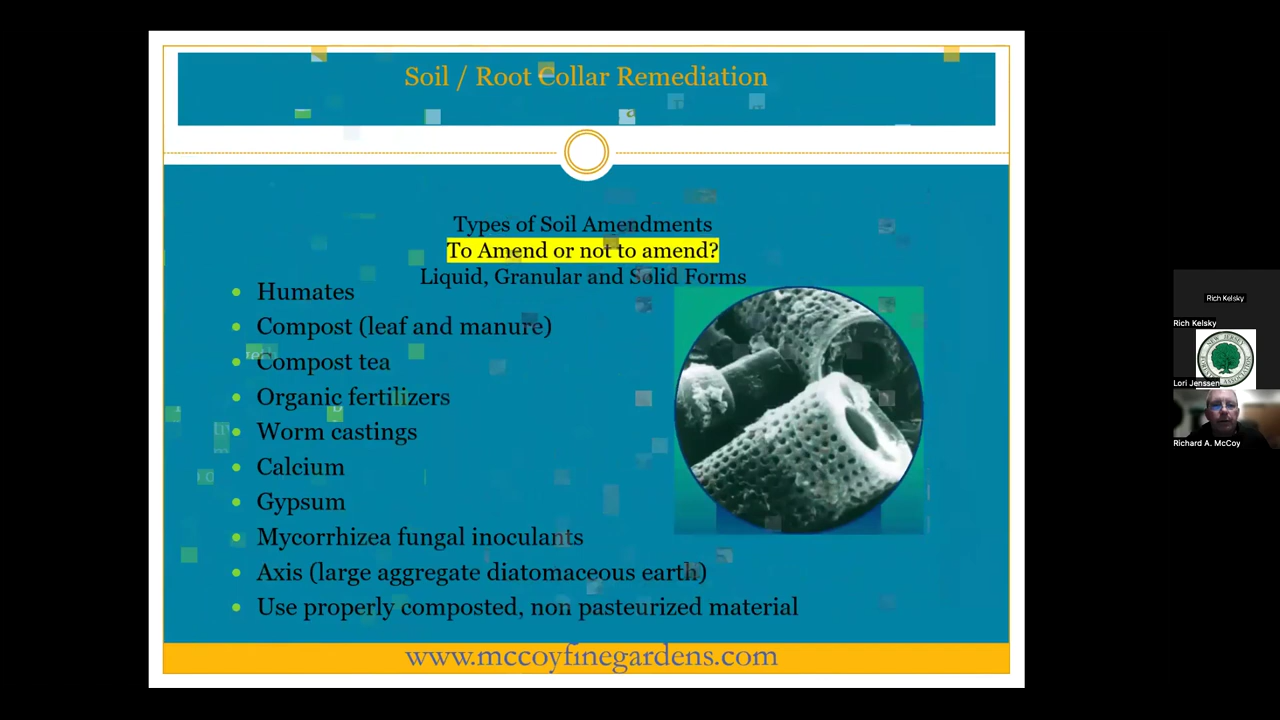 Soil / Root Collar Remediation
Types of Soil Amendments
To Amend or not to amend?
Liquid, Granular and Solid Forms
Humates
Compost (leaf and manure)
Compost tea
Organic fertilizers
Worm castings
Calcium
Gypsum
Mycorrhizea fungal inoculants
Axis (large aggregate diatomaceous earth)
Use properly composted, non pasteurized material
www.mccoyfinegardens.com
Rich Kelsky
Rich Kelsky
Lori Jenssen
Richard A. McCoy